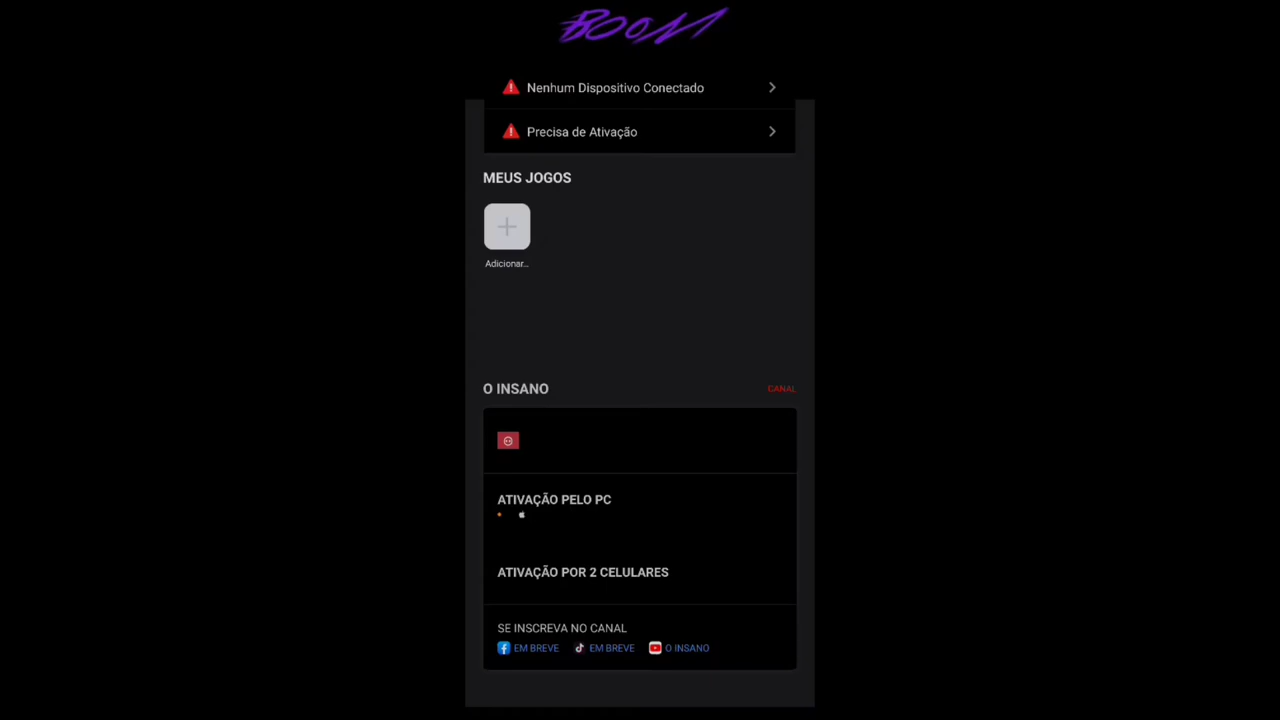 BOOM
Nenhum Dispositivo Conectado
Precisa de Ativação
MEUS JOGOS
Adicionar...
O INSANO
CANAL
ATIVAÇÃO PELO PC
ATIVAÇÃO POR 2 CELULARES
SE INSCREVA NO CANAL
EM BREVE EM BREVE O INSANO